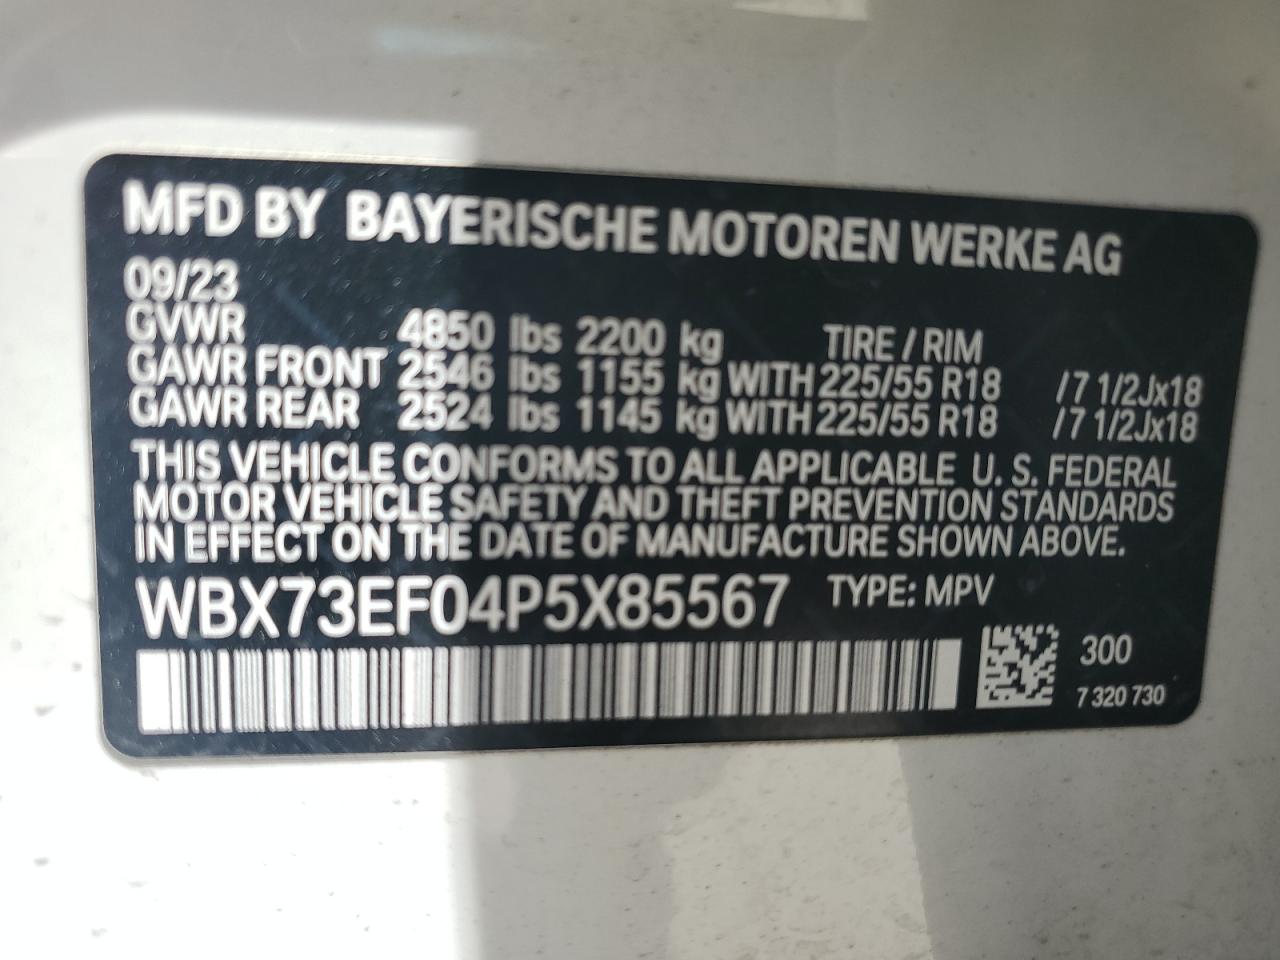 MFD BY BAYERISCHE MOTOREN WERKE AG
09/23
GVWR 4850 lbs 2200 kg TIRE / RIM
GAWR FRONT 2546 lbs 1155 kg WITH 225/55 R18 /7 1/2Jx18
GAWR REAR 2524 lbs 1145 kg WITH 225/55 R18 /7 1/2Jx18
THIS VEHICLE CONFORMS TO ALL APPLICABLE U. S. FEDERAL
MOTOR VEHICLE SAFETY AND THEFT PREVENTION STANDARDS
IN EFFECT ON THE DATE OF MANUFACTURE SHOWN ABOVE.
WBX73EF04P5X85567 TYPE: MPV
300
7 320 730